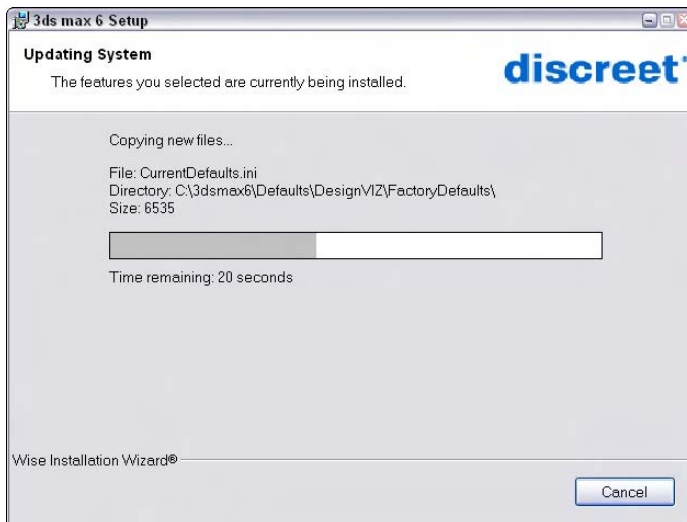 3ds max 6 Setup
Updating System
The features you selected are currently being installed.
discreet
Copying new files...
File: CurrentDefaults.ini
Directory: C:\3dsmax6\Defaults\DesignVIZ\FactoryDefaults\
Size: 6535
Time remaining: 20 seconds
Wise Installation Wizard®
Cancel